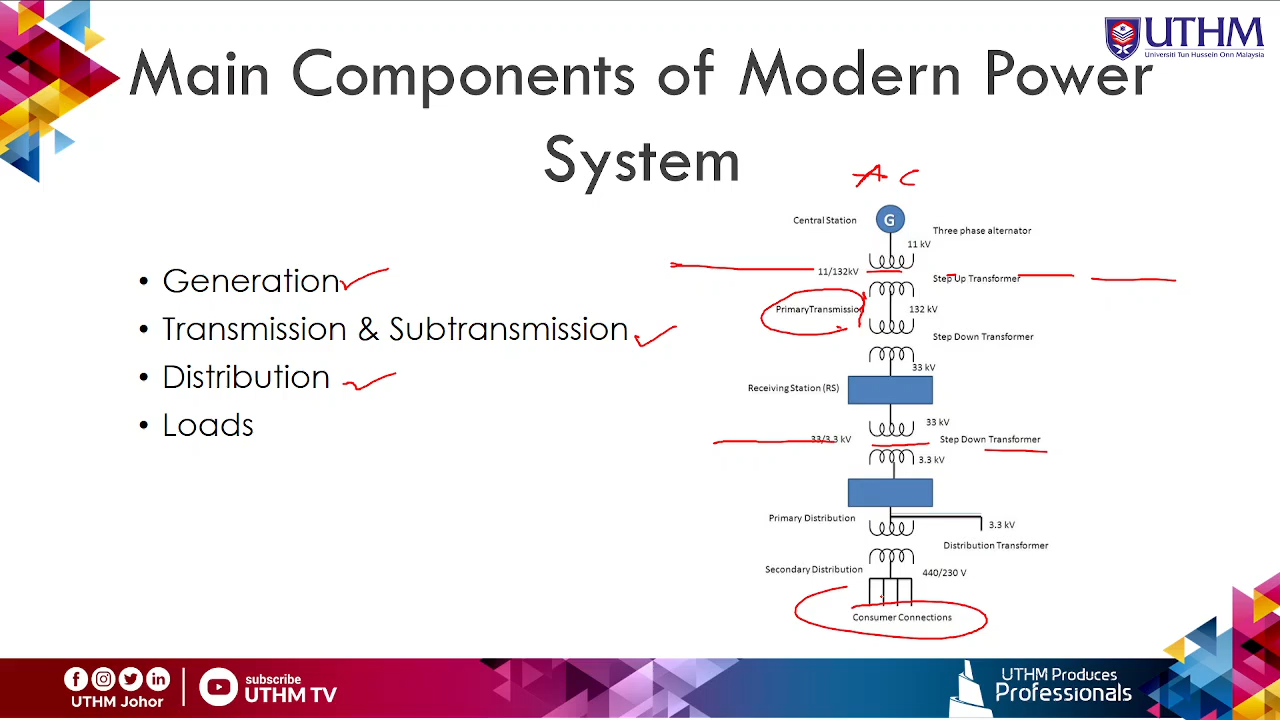 UTHM
Universiti Tun Hussein Onn Malaysia
Main Components of Modern Power
System
• Generation
• Transmission & Subtransmission
• Distribution
• Loads
A C
Central Station
G
Three phase alternator
11 kV
11/132kV
Step Up Transformer
PrimaryTransmission
132 kV
Step Down Transformer
33 kV
Receiving Station (RS)
33 kV
33/3.3 kV
Step Down Transformer
3.3 kV
Primary Distribution
3.3 kV
Distribution Transformer
Secondary Distribution
440/230 V
Consumer Connections
UTHM Johor
subscribe
UTHM TV
UTHM Produces
Professionals